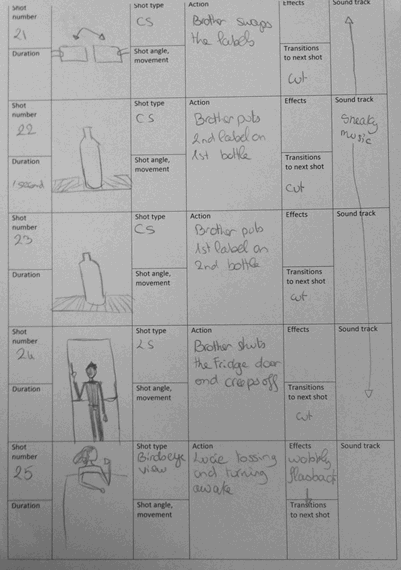 Shot number
21
Shot type
CS
Action
Brother swaps
the labels
Effects
Sound track
Duration
Shot angle, movement
Transitions to next shot
cut
Shot number
22
Shot type
CS
Action
Brother puts
2nd label on
1st bottle
Effects
Sound track
Sneaky
music
Duration
1 second
Shot angle, movement
Transitions to next shot
cut
Shot number
23
Shot type
CS
Action
Brother puts
1st label on
2nd bottle
Effects
Sound track
Duration
Shot angle, movement
Transitions to next shot
cut
Shot number
24
Shot type
LS
Action
Brother shuts
the Fridge door
and creeps off
Effects
Sound track
Duration
Shot angle, movement
Transitions to next shot
cut
Shot number
25
Shot type
Birdseye
view
Action
tossing
and turning
awake
Effects
wobbly
flashback
Sound track
Duration
Shot angle, movement
Transitions to next shot